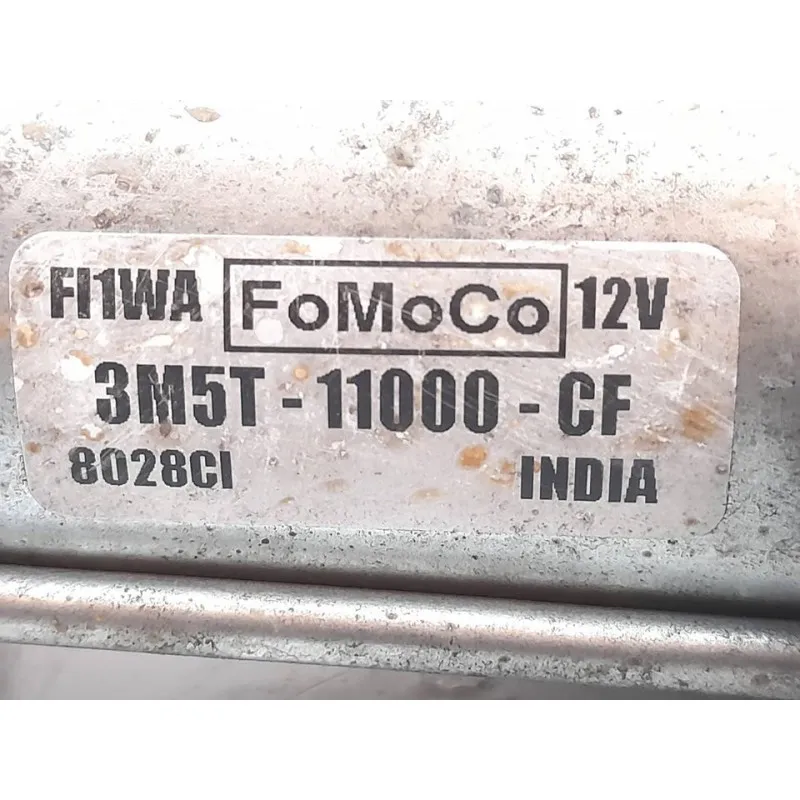 FI1WA FoMoCo 12V
3M5T - 11000 - CF
8028CI INDIA